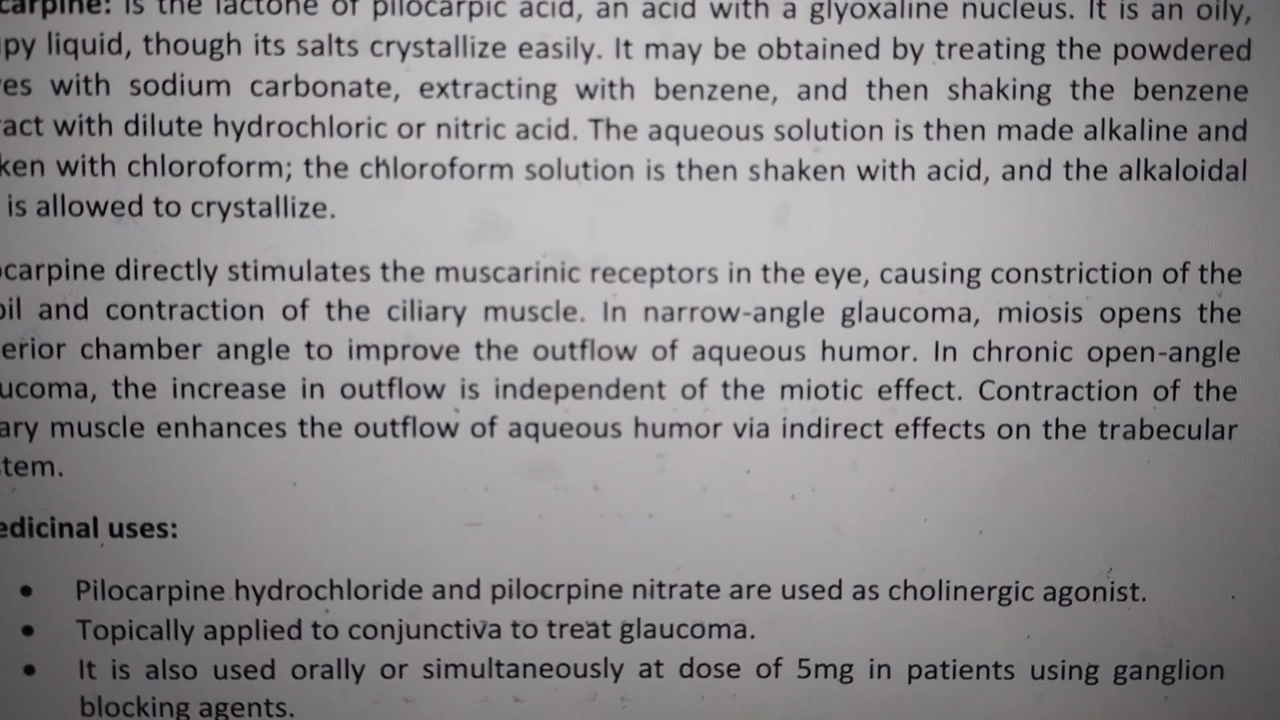 carpine: is the lactone of pilocarpic acid, an acid with a glyoxaline nucleus. It is an oily,
py liquid, though its salts crystallize easily. It may be obtained by treating the powdered
es with sodium carbonate, extracting with benzene, and then shaking the benzene
act with dilute hydrochloric or nitric acid. The aqueous solution is then made alkaline and
ken with chloroform; the chloroform solution is then shaken with acid, and the alkaloidal
is allowed to crystallize.
carpine directly stimulates the muscarinic receptors in the eye, causing constriction of the
il and contraction of the ciliary muscle. In narrow-angle glaucoma, miosis opens the
erior chamber angle to improve the outflow of aqueous humor. In chronic open-angle
ucoma, the increase in outflow is independent of the miotic effect. Contraction of the
ary muscle enhances the outflow of aqueous humor via indirect effects on the trabecular
tem.
edicinal uses:
• Pilocarpine hydrochloride and pilocrpine nitrate are used as cholinergic agonist.
• Topically applied to conjunctiva to treat glaucoma.
• It is also used orally or simultaneously at dose of 5mg in patients using ganglion
blocking agents.